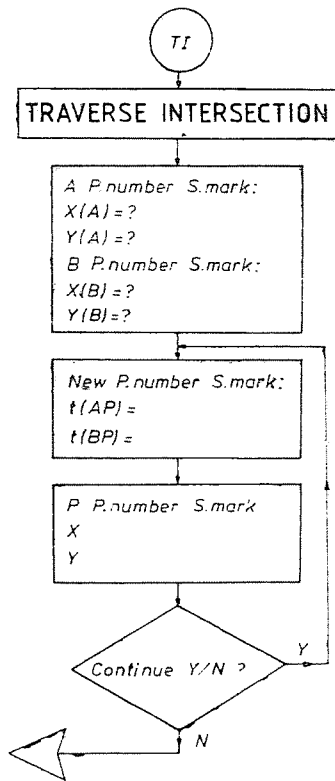 TI
TRAVERSE INTERSECTION
A P.number S.mark:
X(A)=?
Y(A)=?
B P.number S.mark:
X(B)=?
Y(B)=?
New P.number S.mark:
t(AP)=
t(BP)=
P P.number S.mark
X
Y
Continue Y/N ?
Y
N